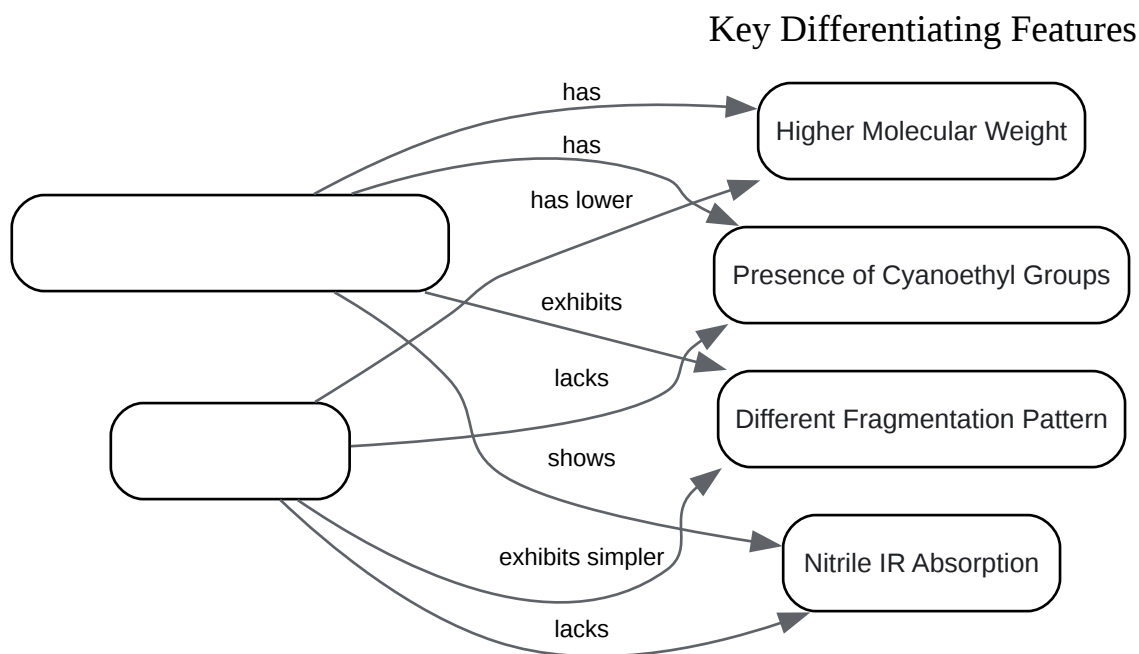 Key Differentiating Features
has
Higher Molecular Weight
has
has lower
Presence of Cyanoethyl Groups
exhibits
lacks
Different Fragmentation Pattern
shows
exhibits simpler
Nitrile IR Absorption
lacks